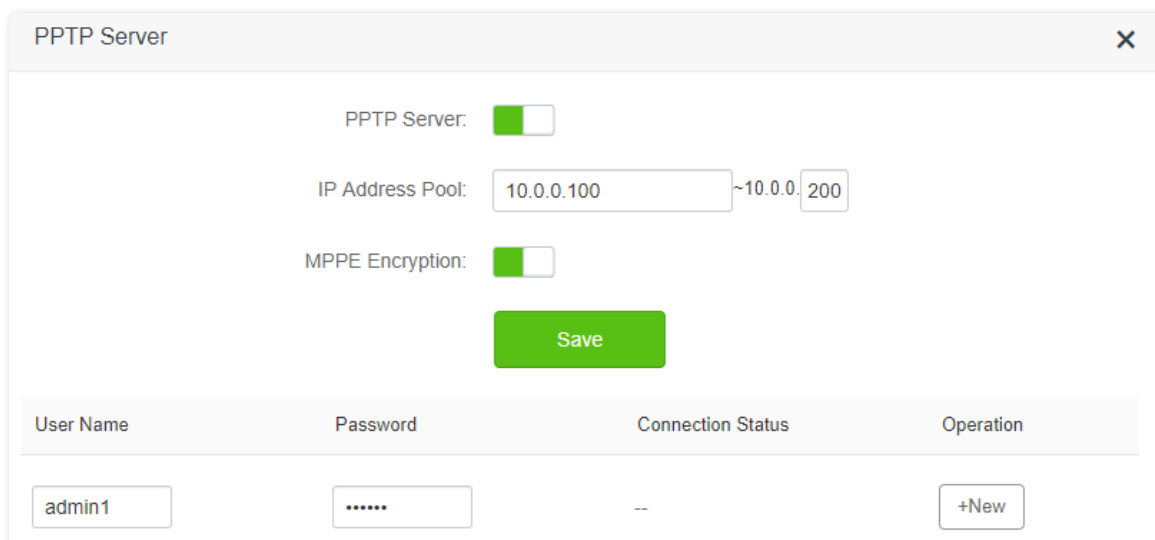 PPTP Server
PPTP Server:
IP Address Pool: 10.0.0.100 ~10.0.0. 200
MPPE Encryption:
Save
User Name Password Connection Status Operation
admin1 •••••• -- +New